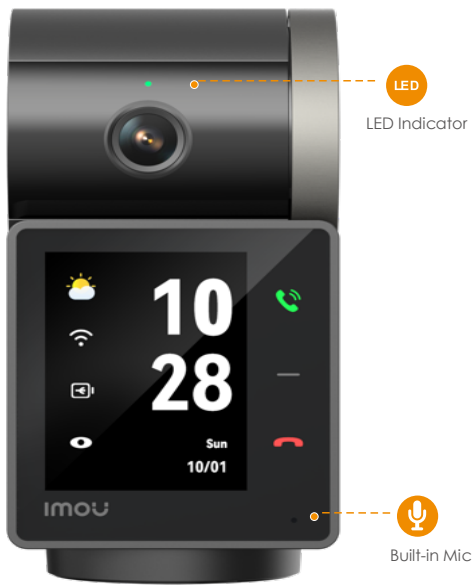 LED
LED Indicator
10
28
Sun
10/01
imou
Built-in Mic